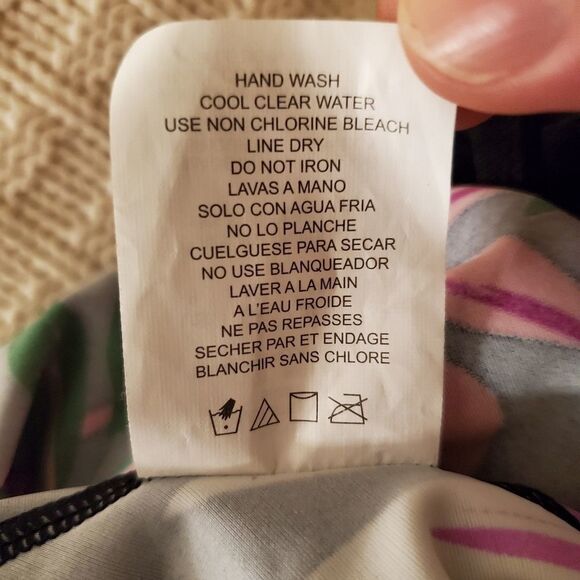 HAND WASH
COOL CLEAR WATER
USE NON CHLORINE BLEACH
LINE DRY
DO NOT IRON
LAVAS A MANO
SOLO CON AGUA FRIA
NO LO PLANCHE
CUELGUESE PARA SECAR
NO USE BLANQUEADOR
LAVER A LA MAIN
A L'EAU FROIDE
NE PAS REPASSES
SECHER PAR ET ENDAGE
BLANCHIR SANS CHLORE